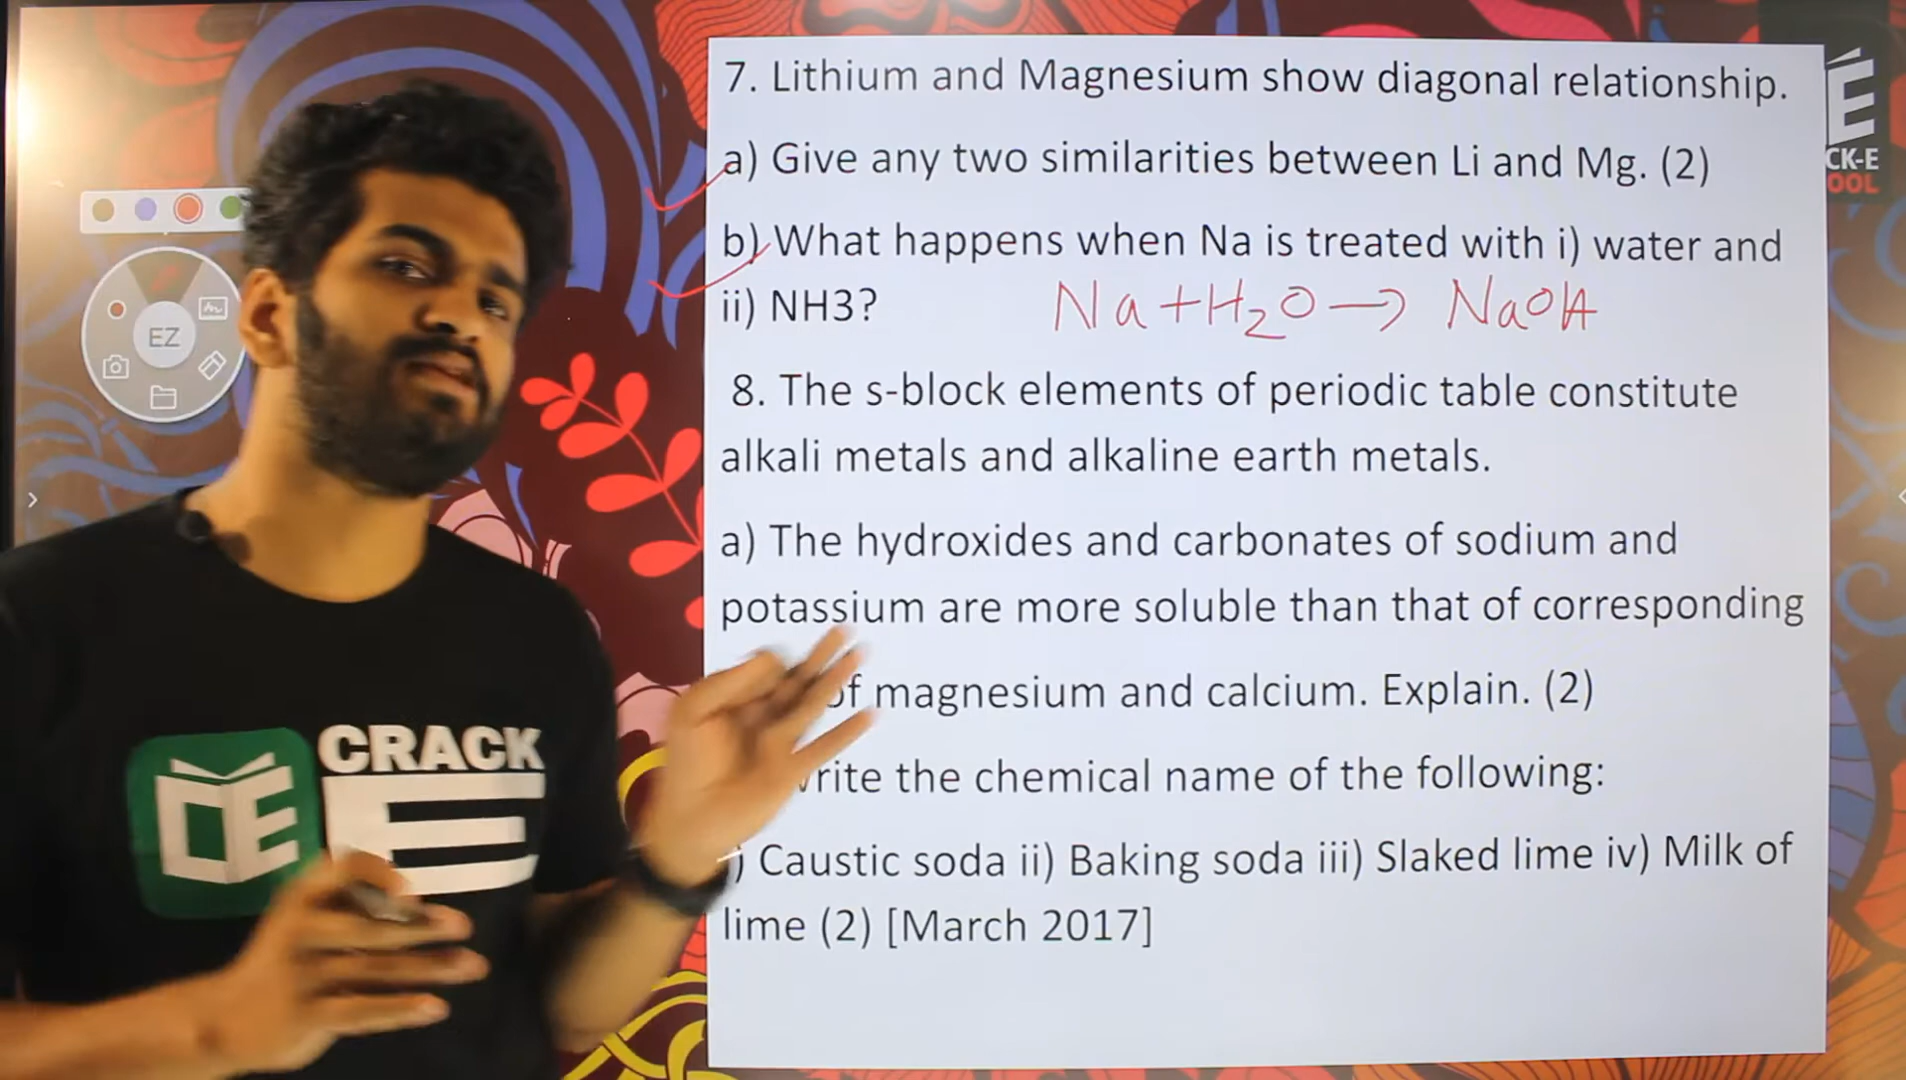 7. Lithium and Magnesium show diagonal relationship.
a) Give any two similarities between Li and Mg. (2)
b) What happens when Na is treated with i) water and
ii) NH3?
Na + H2O → NaOH
8. The s-block elements of periodic table constitute
alkali metals and alkaline earth metals.
a) The hydroxides and carbonates of sodium and
potassium are more soluble than that of corresponding
of magnesium and calcium. Explain. (2)
rite the chemical name of the following:
) Caustic soda ii) Baking soda iii) Slaked lime iv) Milk of
lime (2) [March 2017]
EZ
CRACK
E
CK-E
OOL